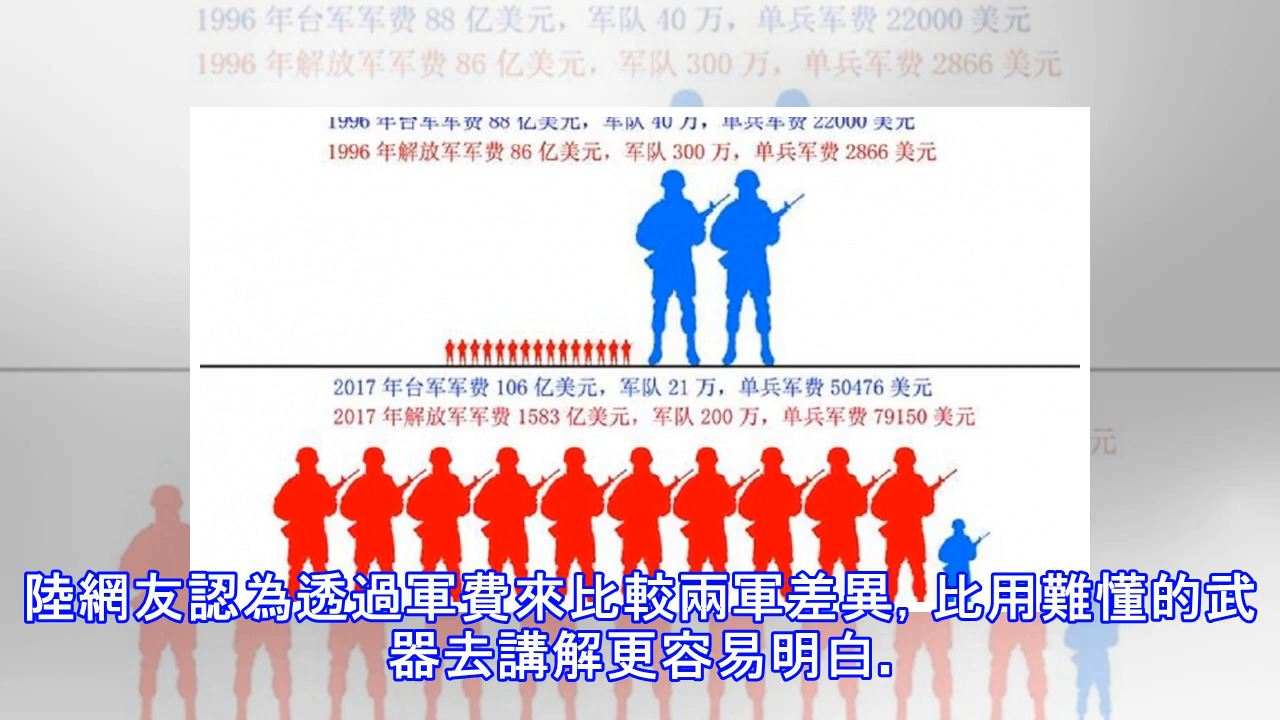 1996 年台军军费 88 亿美元，军队 40 万，单兵军费 22000 美元
1996 年解放军军费 86 亿美元，军队 300 万，单兵军费 2866 美元
1996 年台军军费 88 亿美元，军队 40 万，单兵军费 22000 美元
1996 年解放军军费 86 亿美元，军队 300 万，单兵军费 2866 美元
2017 年台军军费 106 亿美元，军队 21 万，单兵军费 50476 美元
2017 年解放军军费 1583 亿美元，军队 200 万，单兵军费 79150 美元
元
陸網友認為透過軍費來比較兩軍差異, 比用難懂的武
器去講解更容易明白.